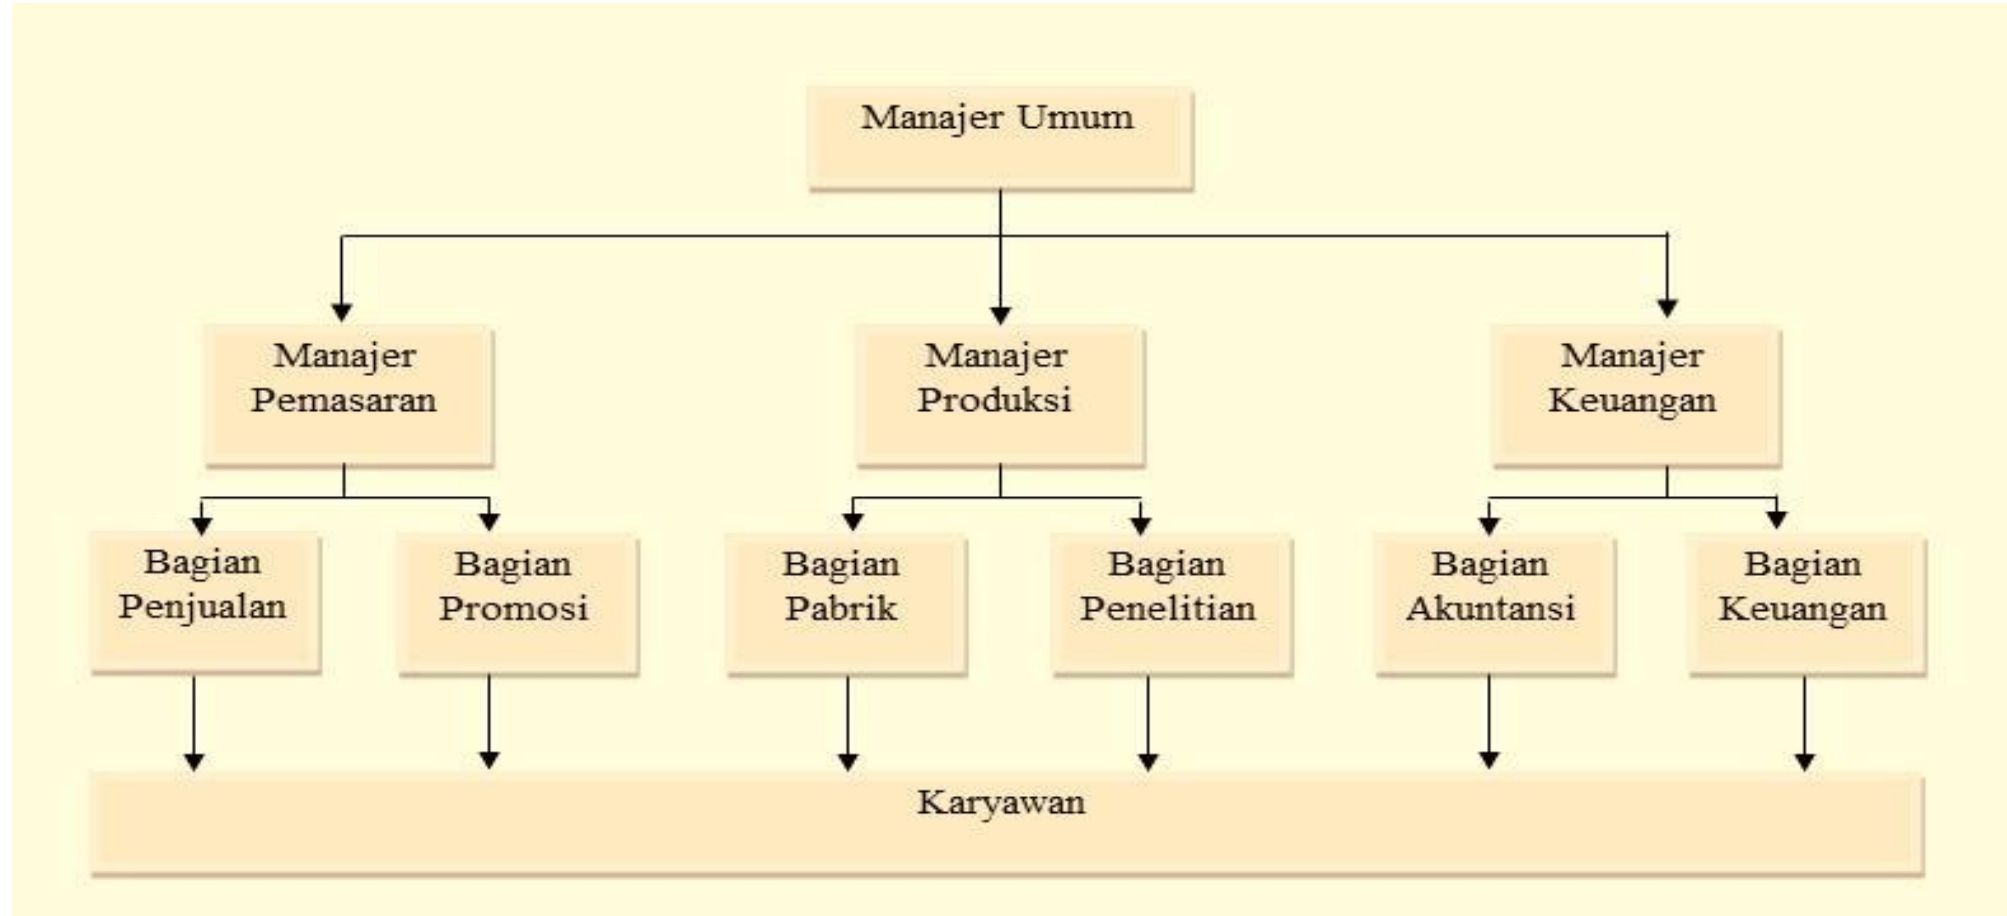 Manajer Umum
Manajer
Pemasaran
Manajer
Produksi
Manajer
Keuangan
Bagian
Penjualan
Bagian
Promosi
Bagian
Pabrik
Bagian
Penelitian
Bagian
Akuntansi
Bagian
Keuangan
Karyawan